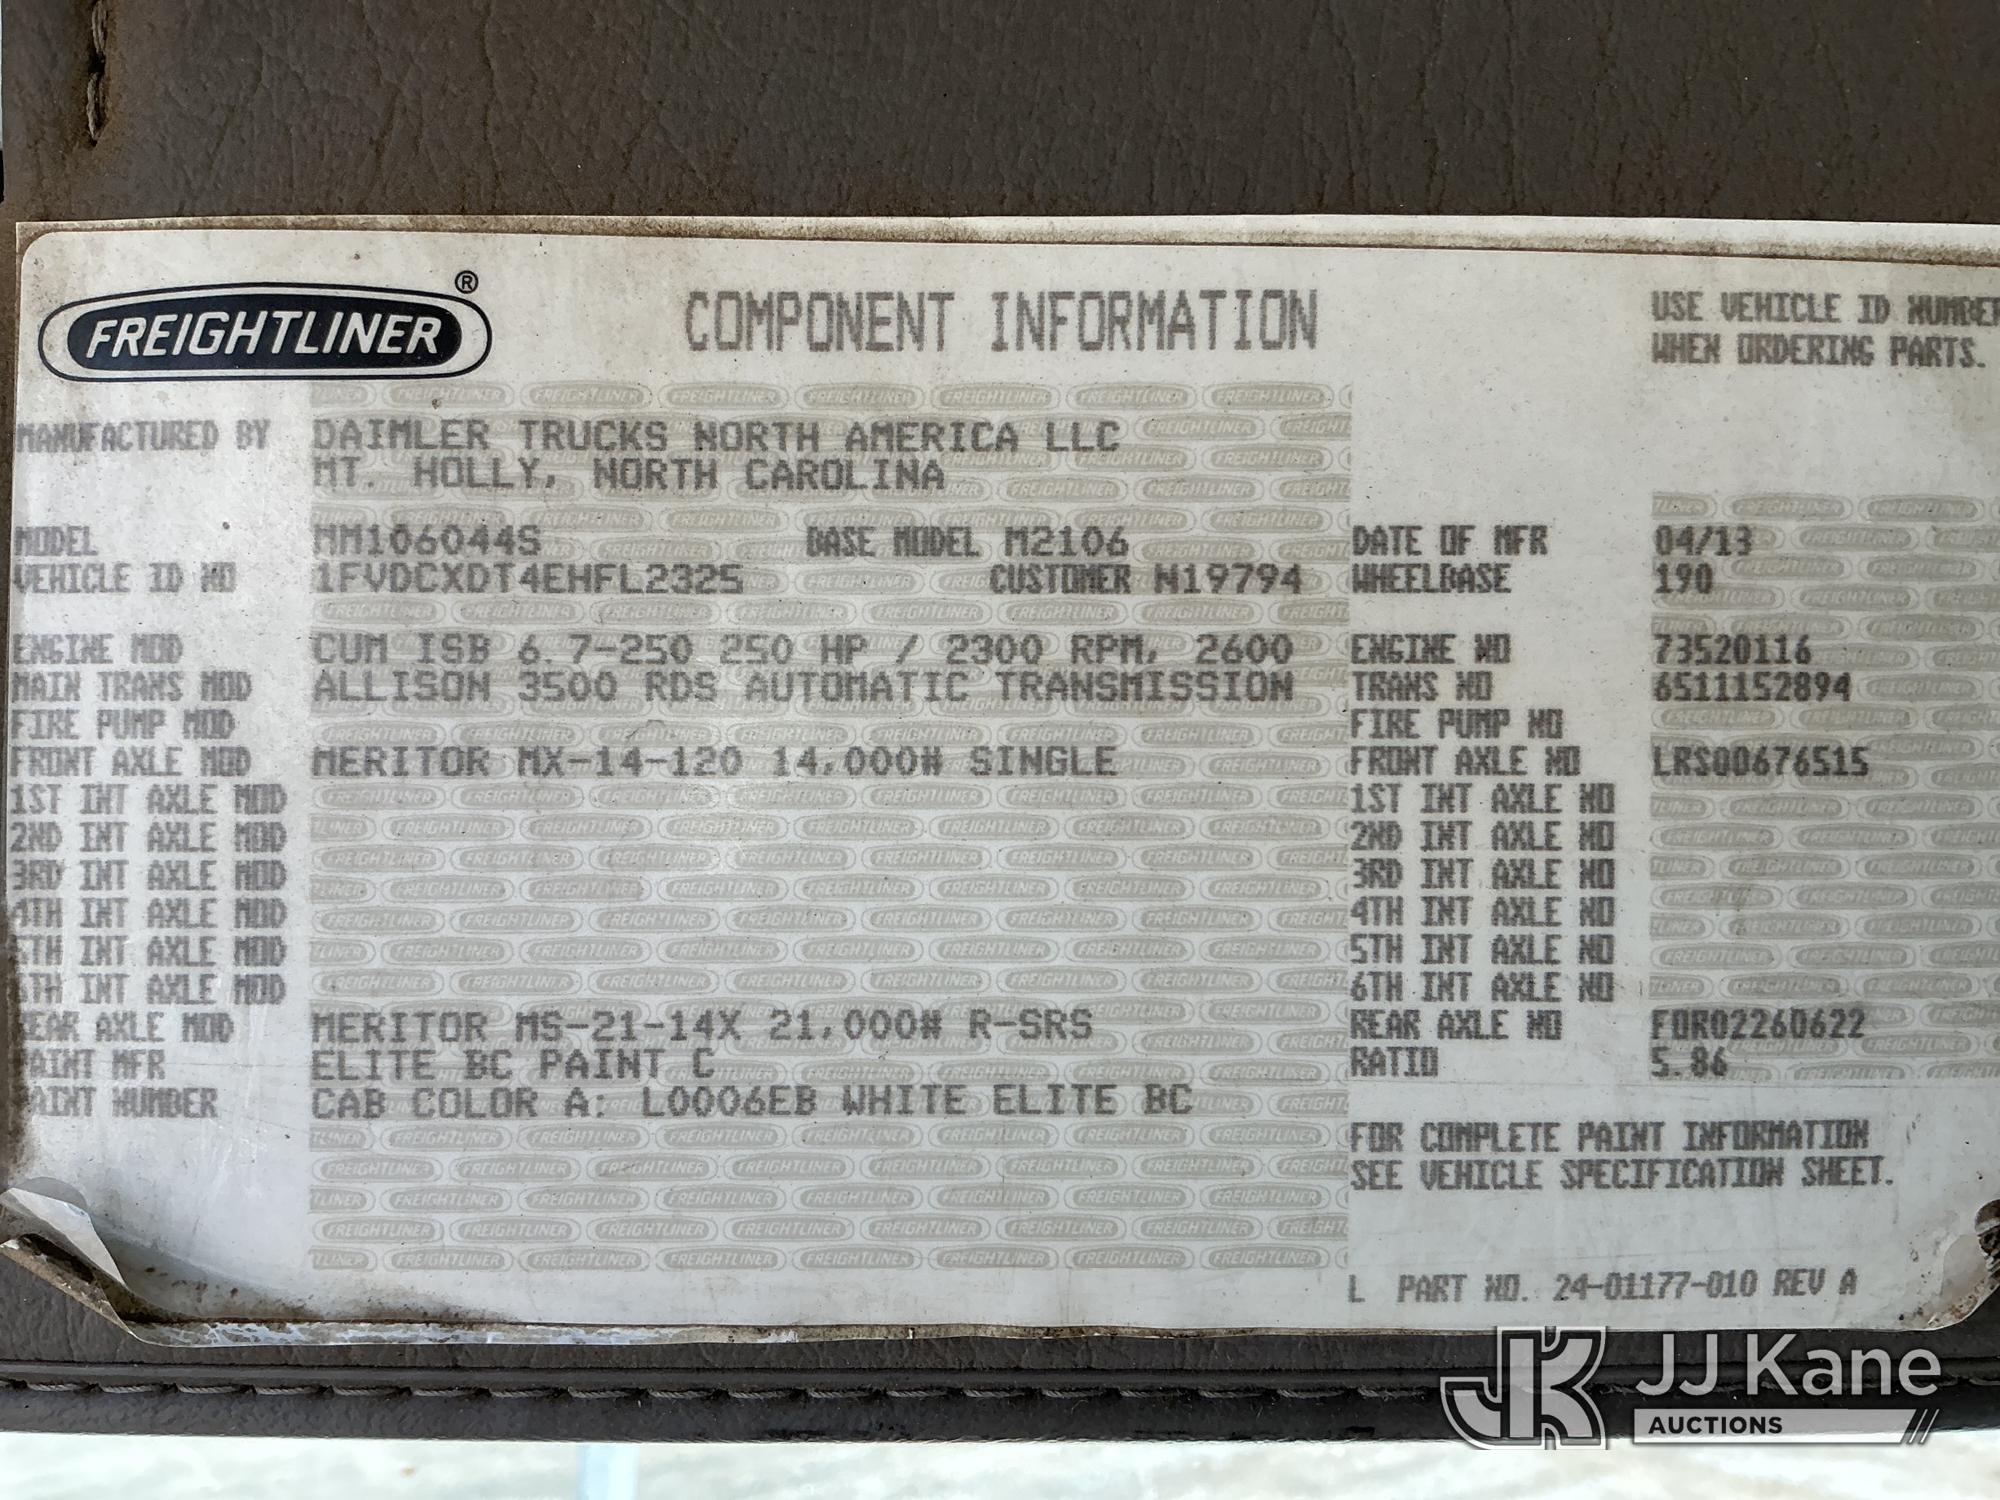 FREIGHTLINER®
COMPONENT INFORMATION
USE VEHICLE ID NUMBER
WHEN ORDERING PARTS.
MANUFACTURED BY DAIMLER TRUCKS NORTH AMERICA LLC
MT. HOLLY, NORTH CAROLINA
MODEL MM106044S BASE MODEL M2106 DATE OF MFR 04/13
VEHICLE ID NO 1FVDCXDT4EHFL2325 CUSTOMER N19794 WHEELBASE 190
ENGINE MOD CUM ISB 6.7-250 250 HP / 2300 RPM, 2600 ENGINE NO 73520116
MAIN TRANS MOD ALLISON 3500 RDS AUTOMATIC TRANSMISSION TRANS NO 6511152894
FIRE PUMP MOD FIRE PUMP NO
FRONT AXLE MOD MERITOR MX-14-120 14,000# SINGLE FRONT AXLE NO LRS00676515
1ST INT AXLE MOD 1ST INT AXLE NO
2ND INT AXLE MOD 2ND INT AXLE NO
3RD INT AXLE MOD 3RD INT AXLE NO
4TH INT AXLE MOD 4TH INT AXLE NO
5TH INT AXLE MOD 5TH INT AXLE NO
6TH INT AXLE MOD 6TH INT AXLE NO
REAR AXLE MOD MERITOR MS-21-14X 21,000# R-SRS REAR AXLE NO FOR02260622
PAINT MFR ELITE BC PAINT C RATIO 5.86
PAINT NUMBER CAB COLOR A: L0006EB WHITE ELITE BC
FOR COMPLETE PAINT INFORMATION
SEE VEHICLE SPECIFICATION SHEET.
L PART NO. 24-01177-010 REV A
JK JJ Kane
AUCTIONS